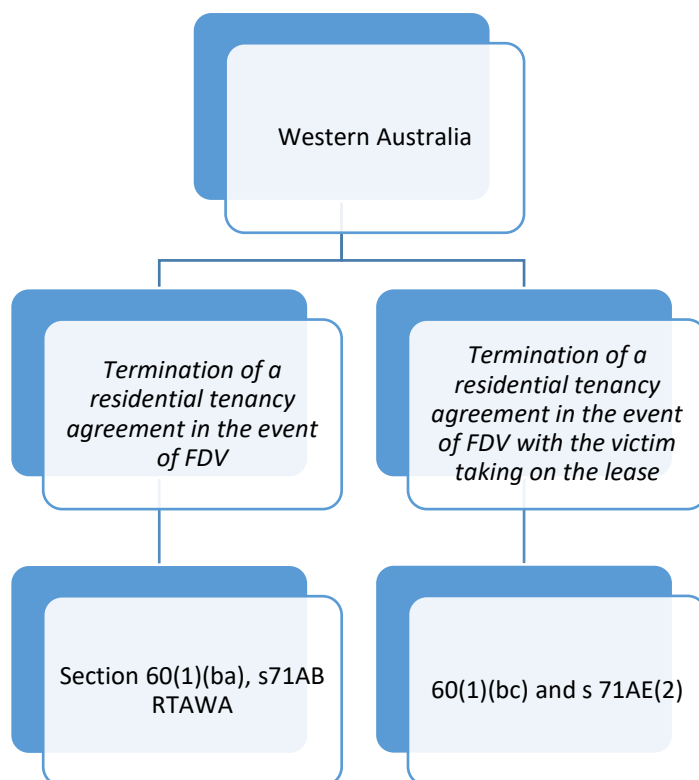 Western Australia
Termination of a
residential tenancy
agreement in the event
of FDV
Termination of a
residential tenancy
agreement in the event
of FDV with the victim
taking on the lease
Section 60(1)(ba), s71AB
RTAWA
60(1)(bc) and s 71AE(2)